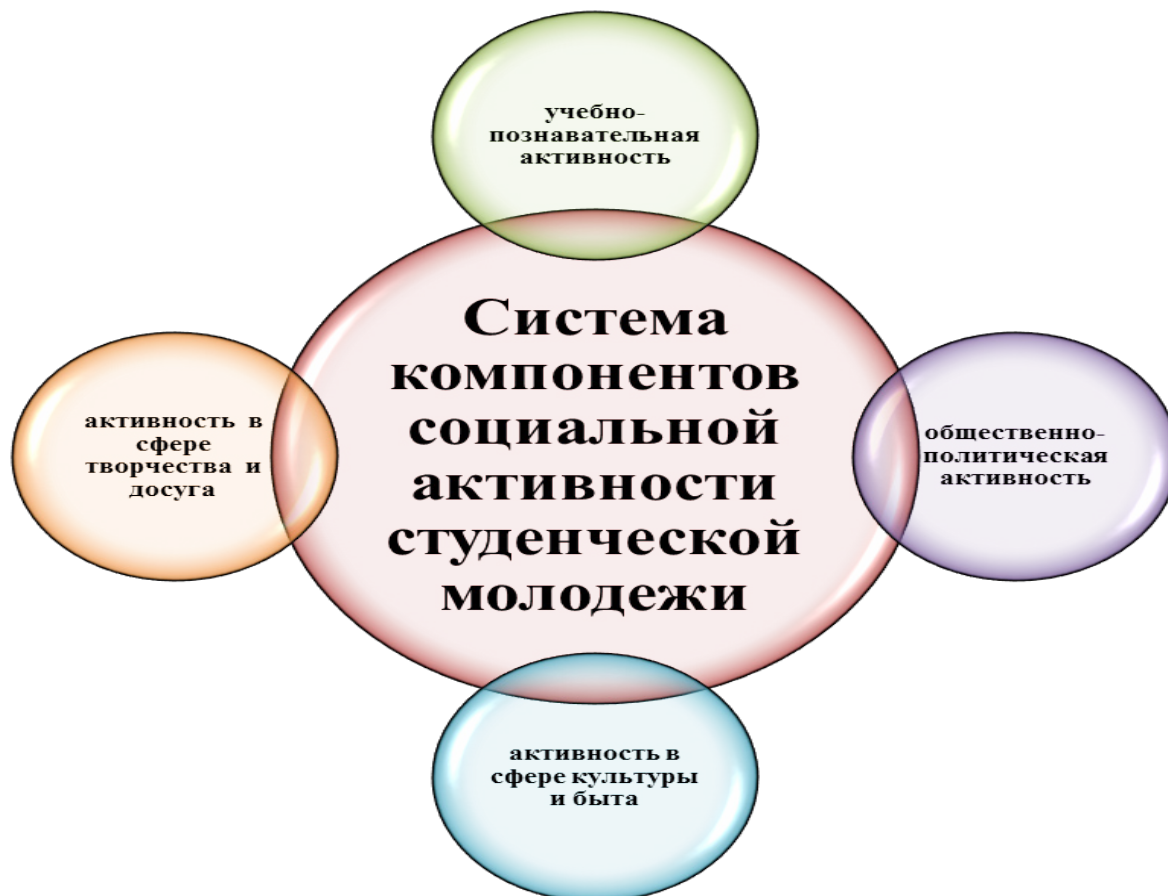 учебно-
познавательная
активность
Система
компонентов
социальной
активности
студенческой
молодежи
активность в
сфере
творчества и
досуга
общественно-
политическая
активность
активность в
сфере культуры
и быта